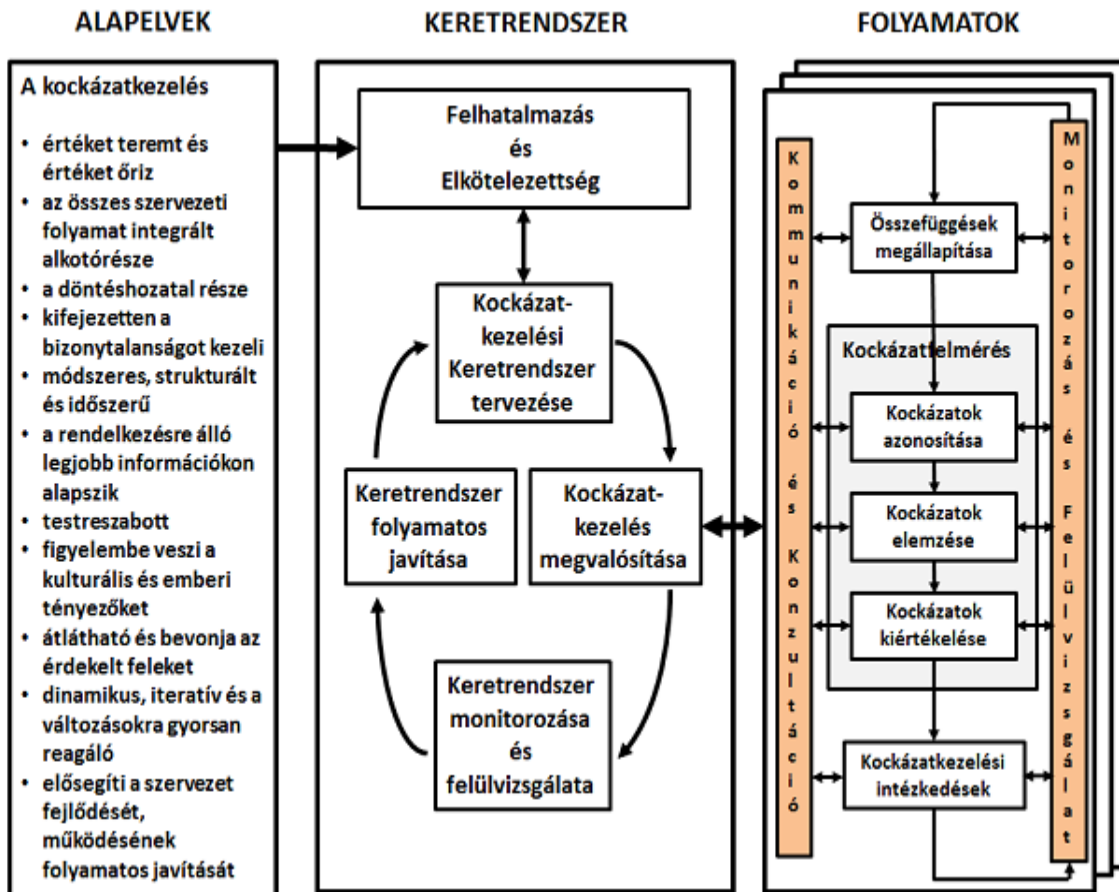 ALAPELVEK
A kockázatkezelés
• értéket teremt és
értéket őriz
• az összes szervezeti
folyamat integrált
alkotórésze
• a döntéshozatal része
• kifejezetten a
bizonytalanságot kezeli
• módszeres, strukturált
és időszerű
• a rendelkezésre álló
legjobb információkon
alapszik
• testreszabott
• figyelembe veszi a
kulturális és emberi
tényezőket
• átlátható és bevonja az
érdekelt feleket
• dinamikus, iteratív és a
változásokra gyorsan
reagáló
• elősegíti a szervezet
fejlődését,
működésének
folyamatos javítását
KERETRENDSZER
Felhatalmazás
és
Elkötelezettség
Kockázat-
kezelési
Keretrendszer
tervezése
Keretrendszer
folyamatos
javítása
Kockázat-
kezelés
megvalósítása
Keretrendszer
monitorozása
és
felülvizsgálata
FOLYAMATOK
Kommunikáció és Konzultáció
Összefüggések
megállapítása
Kockázatfelmérés
Kockázatok
azonosítása
Kockázatok
elemzése
Kockázatok
kiértékelése
Kockázatkezelési
intézkedések
Monitorozás és Felülvizsgálat